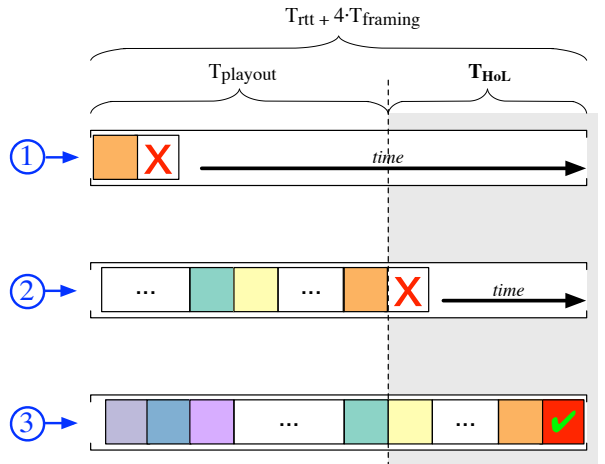 Trtt + 4·Tframing
Tplayout
THoL
1
X
time
2
...
...
X
time
3
...
...
✓